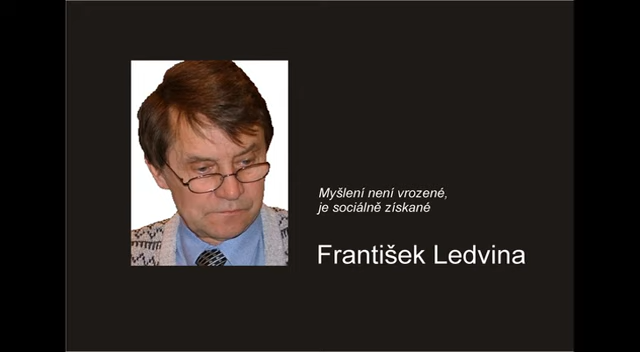 Myšlení není vrozené,
je sociálně získané
František Ledvina